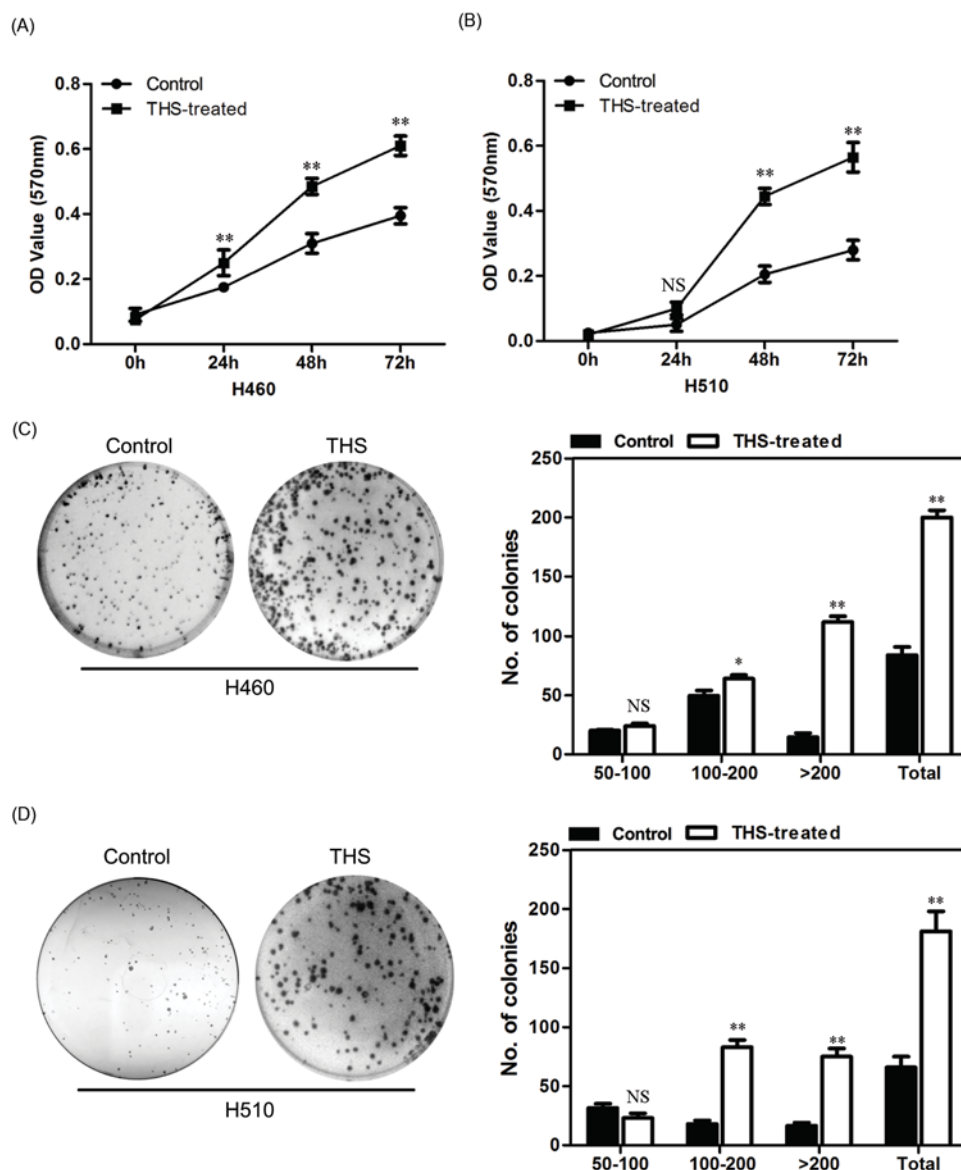 (A)
Control
THS-treated
OD Value (570nm)
0.8
0.6
0.4
0.2
0.0
**
**
**
0h 24h 48h 72h
H460
(B)
Control
THS-treated
OD Value (570nm)
0.8
0.6
0.4
0.2
0.0
NS
**
**
0h 24h 48h 72h
H510
(C)
Control THS
H460
Control THS-treated
No. of colonies
250
200
150
100
50
0
NS
*
**
**
50-100 100-200 >200 Total
(D)
Control THS
H510
Control THS-treated
No. of colonies
250
200
150
100
50
0
NS
**
**
**
50-100 100-200 >200 Total